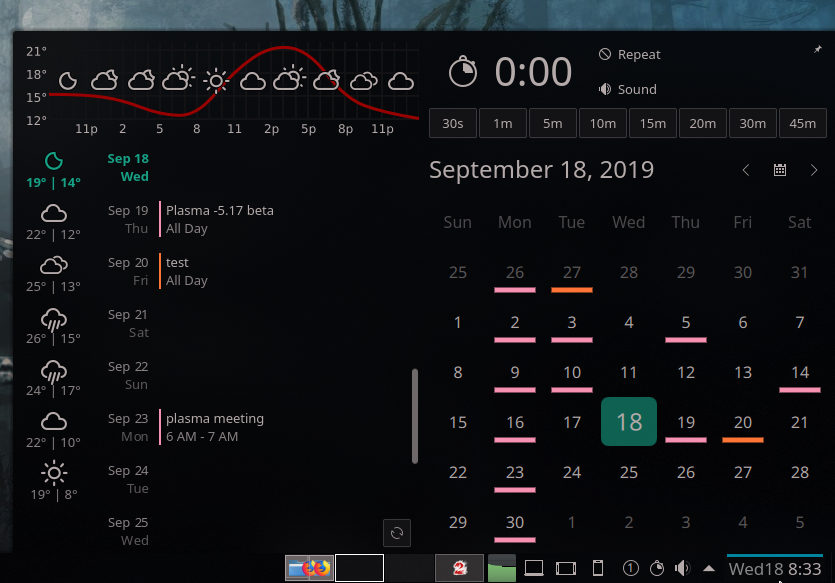 21°
18°
15°
12°
11p 2 5 8 11 2p 5p 8p 11p
0:00
Repeat
Sound
30s 1m 5m 10m 15m 20m 30m 45m
19° | 14° Sep 18
Wed
22° | 12° Sep 19 Plasma -5.17 beta
Thu All Day
25° | 13° Sep 20 test
Fri All Day
26° | 15° Sep 21
Sat
24° | 17° Sep 22
Sun
22° | 10° Sep 23 plasma meeting
Mon 6 AM - 7 AM
19° | 8° Sep 24
Tue
Sep 25
Wed
September 18, 2019
Sun Mon Tue Wed Thu Fri Sat
25 26 27 28 29 30 31
1 2 3 4 5 6 7
8 9 10 11 12 13 14
15 16 17 18 19 20 21
22 23 24 25 26 27 28
29 30 1 2 3 4 5
2 1 Wed18 8:33